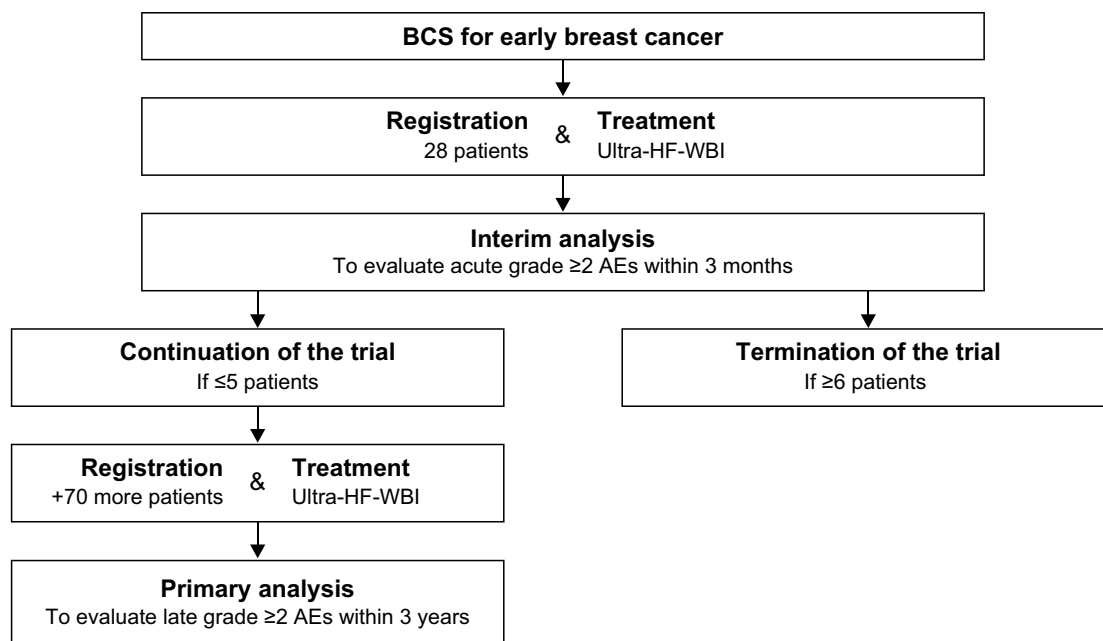 BCS for early breast cancer
Registration & Treatment
28 patients Ultra-HF-WBI
Interim analysis
To evaluate acute grade ≥2 AEs within 3 months
Continuation of the trial
If ≤5 patients
Termination of the trial
If ≥6 patients
Registration & Treatment
+70 more patients Ultra-HF-WBI
Primary analysis
To evaluate late grade ≥2 AEs within 3 years